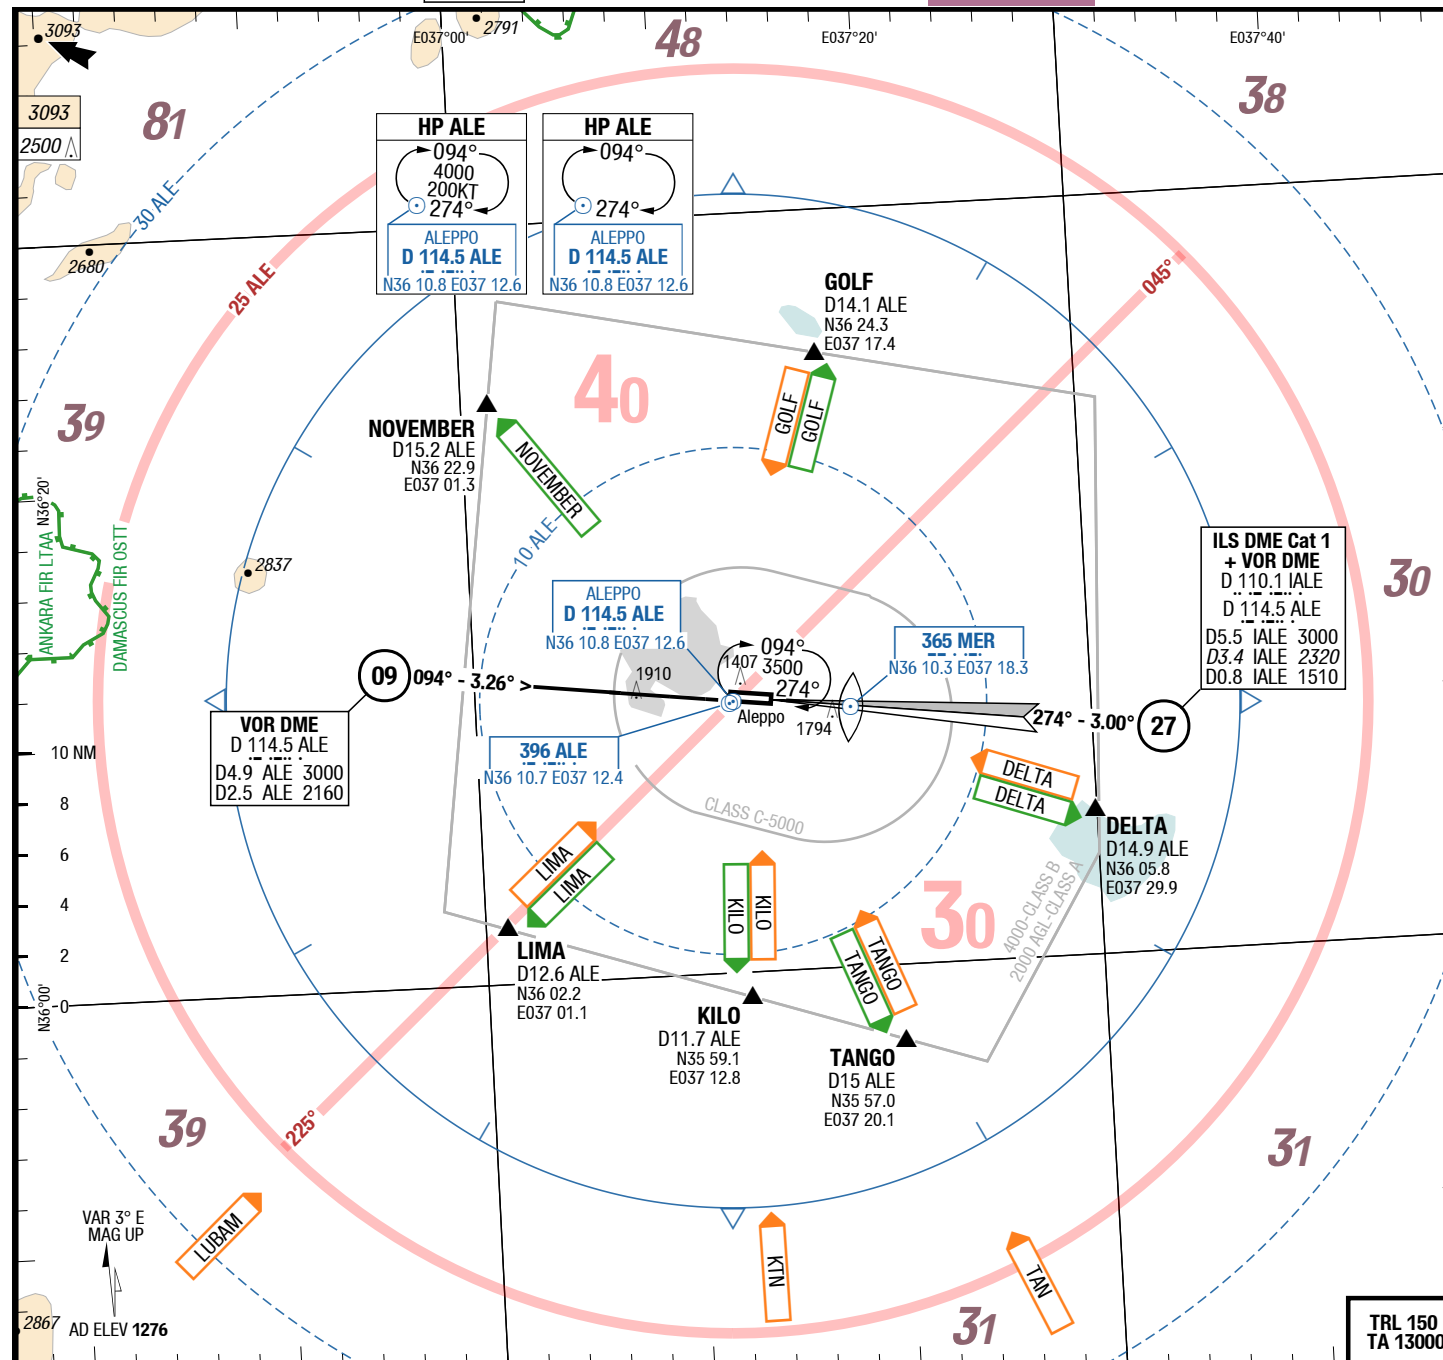 3093
2791
E037°00'
48
E037°20'
E037°40'
38
81
3093
2500
30 ALE
2680
HP ALE
094°
4000
200KT
274°
ALEPPO
D 114.5 ALE
N36 10.8 E037 12.6
HP ALE
094°
274°
ALEPPO
D 114.5 ALE
N36 10.8 E037 12.6
25 ALE
045°
GOLF
D14.1 ALE
N36 24.3
E037 17.4
40
39
NOVEMBER
D15.2 ALE
N36 22.9
E037 01.3
NOVEMBER
GOLF
GOLF
N36°20'
ANKARA FIR LTAA
DAMASCUS FIR OSTT
2837
10 ALE
ILS DME Cat 1
+ VOR DME
D 110.1 IALE
D 114.5 ALE
D5.5 IALE 3000
D3.4 IALE 2320
D0.8 IALE 1510
30
ALEPPO
D 114.5 ALE
N36 10.8 E037 12.6
365 MER
N36 10.3 E037 18.3
094°
3500
274°
1407
1910
09
094° - 3.26° >
Aleppo
1794
274° - 3.00°
27
VOR DME
D 114.5 ALE
D4.9 ALE 3000
D2.5 ALE 2160
396 ALE
N36 10.7 E037 12.4
10 NM
8
6
4
2
0
DELTA
DELTA
CLASS C-5000
DELTA
D14.9 ALE
N36 05.8
E037 29.9
LIMA
LIMA
KILO
KILO
TANGO
TANGO
30
4000-CLASS B
2000 AGL-CLASS A
LIMA
D12.6 ALE
N36 02.2
E037 01.1
N36°00'
KILO
D11.7 ALE
N35 59.1
E037 12.8
TANGO
D15 ALE
N35 57.0
E037 20.1
39
225°
31
VAR 3° E
MAG UP
LUBAM
KTN
TAN
31
2867
AD ELEV 1276
TRL 150
TA 13000